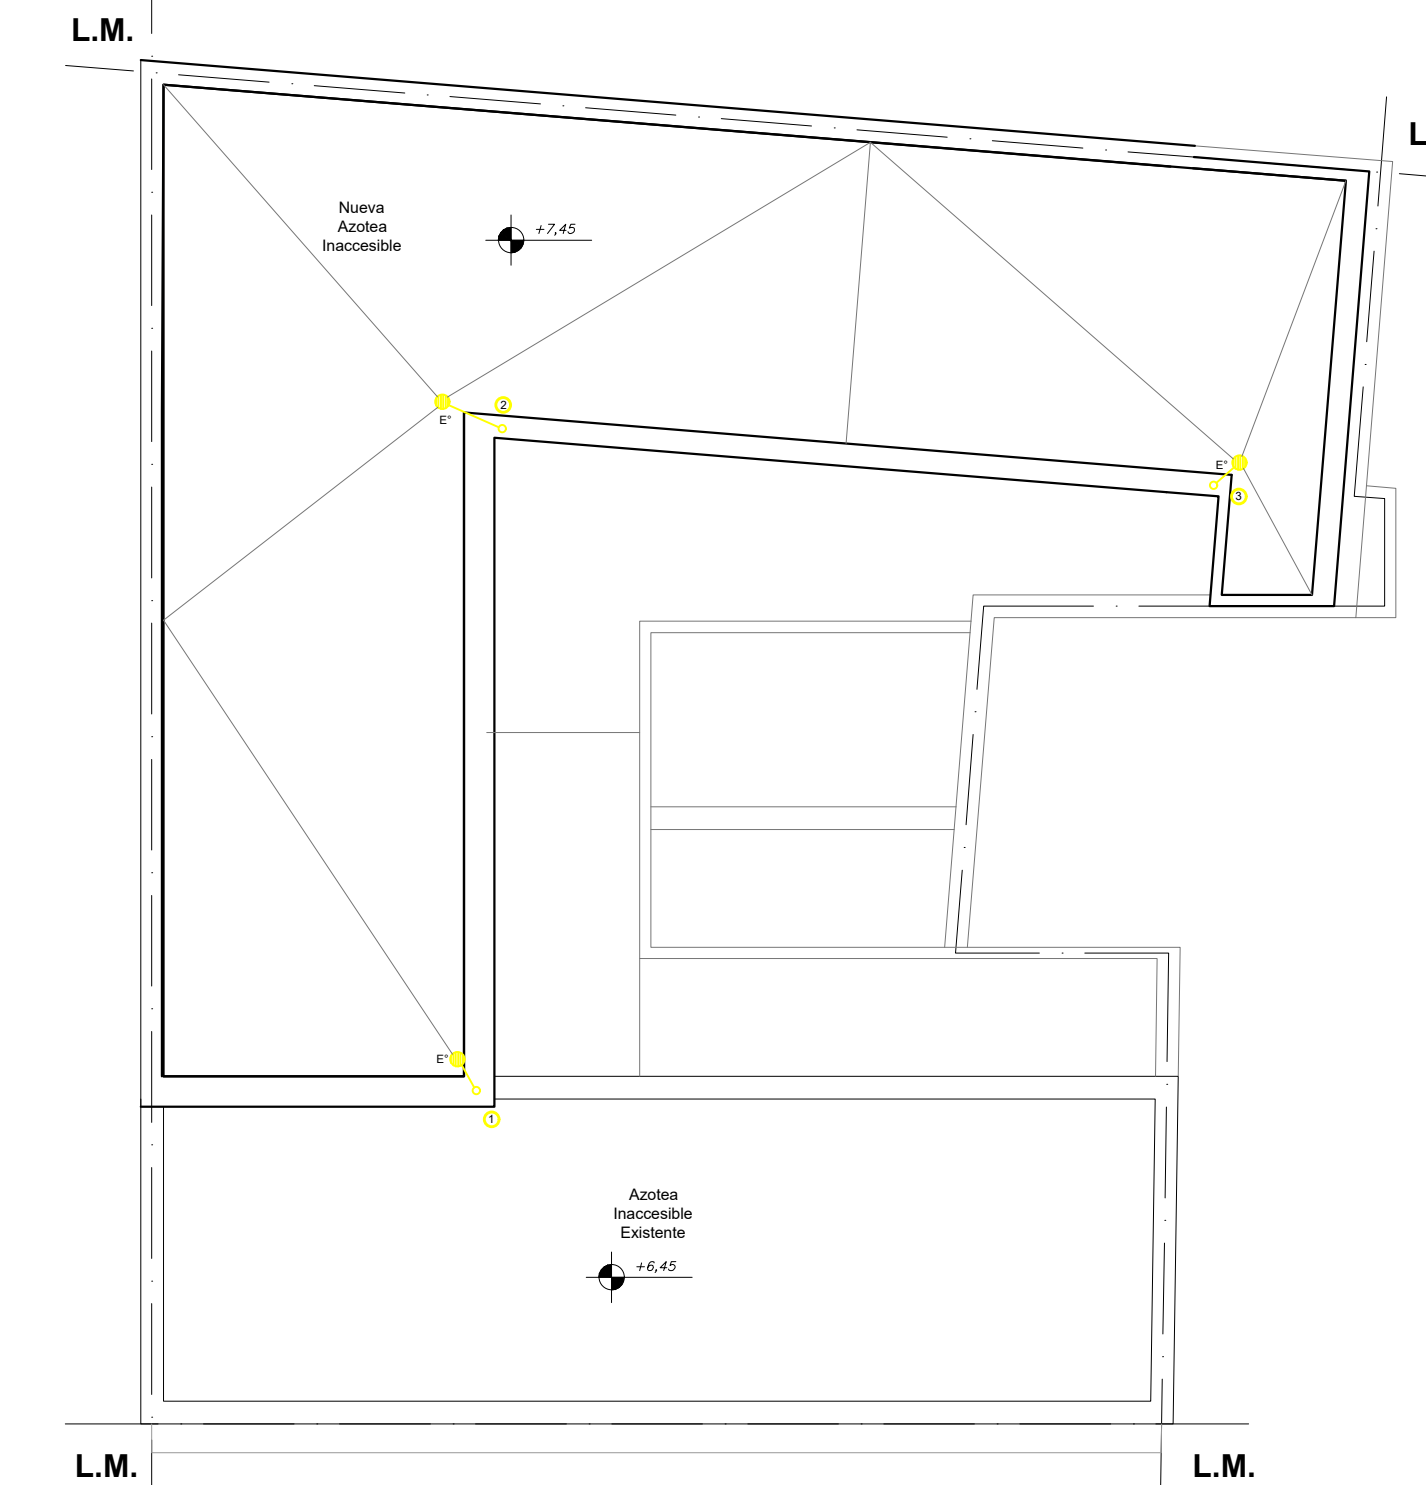 L.M.
L
Nueva
Azotea
Inaccesible
+7,45
2
E°
E°
3
E°
1
Azotea
Inaccesible
Existente
+6,45
L.M.
L.M.